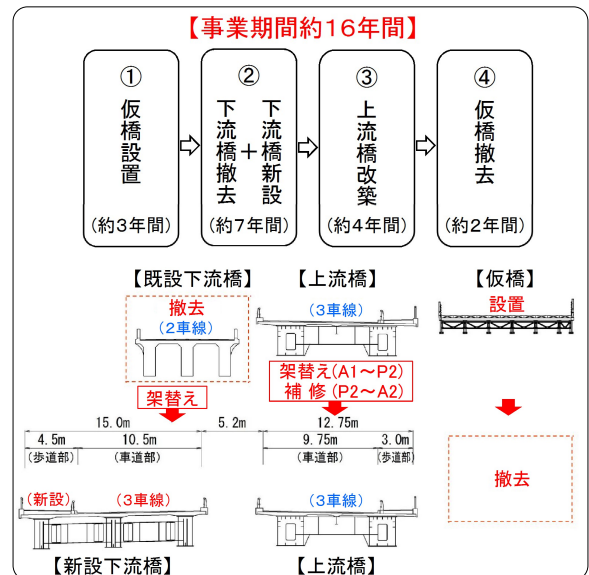 【事業期間約16年間】
①
仮橋設置
(約3年間)
②
下流橋撤去+下流橋新設
(約7年間)
③
上流橋改築
(約4年間)
④
仮橋撤去
(約2年間)
【既設下流橋】 【上流橋】 【仮橋】
撤去
(2車線)
(3車線)
設置
架替え
架替え(A1~P2)
補修(P2~A2)
15.0m 5.2m 12.75m
4.5m 10.5m 9.75m 3.0m
(歩道部) (車道部) (車道部) (歩道部)
撤去
(新設) (3車線) (3車線)
【新設下流橋】 【上流橋】